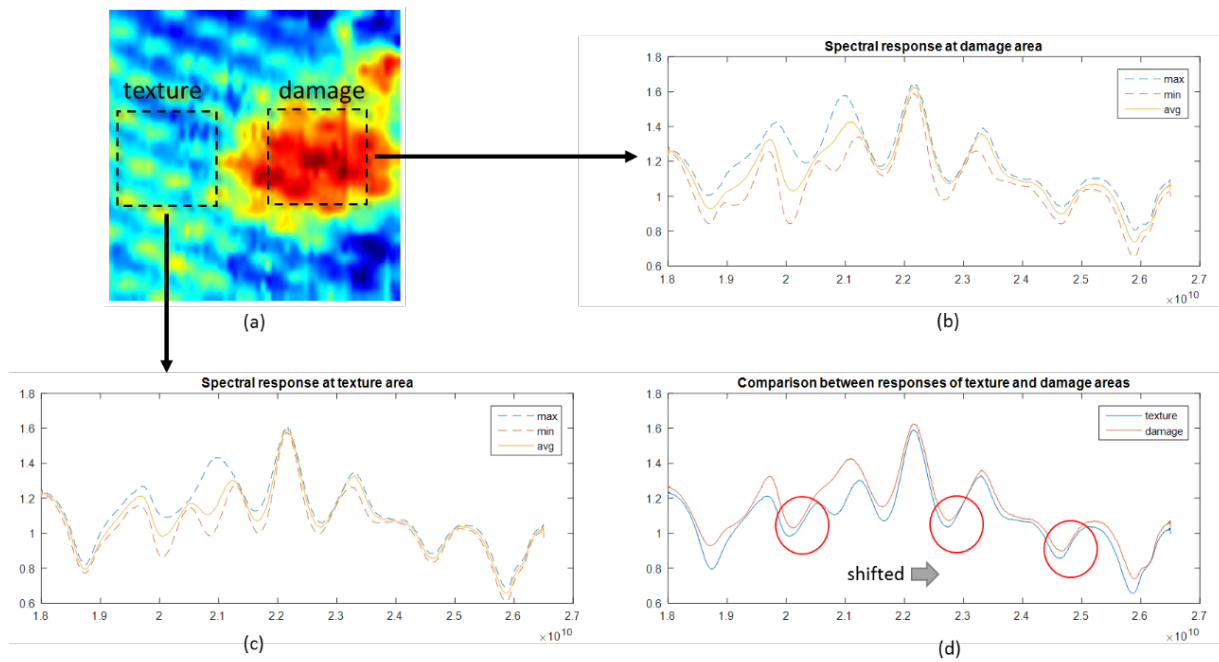 texture
damage
(a)
Spectral response at damage area
max
min
avg
1.8
1.6
1.4
1.2
1
0.8
0.6
1.8 1.9 2 2.1 2.2 2.3 2.4 2.5 2.6 2.7
×10^10
(b)
Spectral response at texture area
max
min
avg
1.8
1.6
1.4
1.2
1
0.8
0.6
1.8 1.9 2 2.1 2.2 2.3 2.4 2.5 2.6 2.7
×10^10
(c)
Comparison between responses of texture and damage areas
texture
damage
1.8
1.6
1.4
1.2
1
0.8
0.6
shifted
1.8 1.9 2 2.1 2.2 2.3 2.4 2.5 2.6 2.7
×10^10
(d)